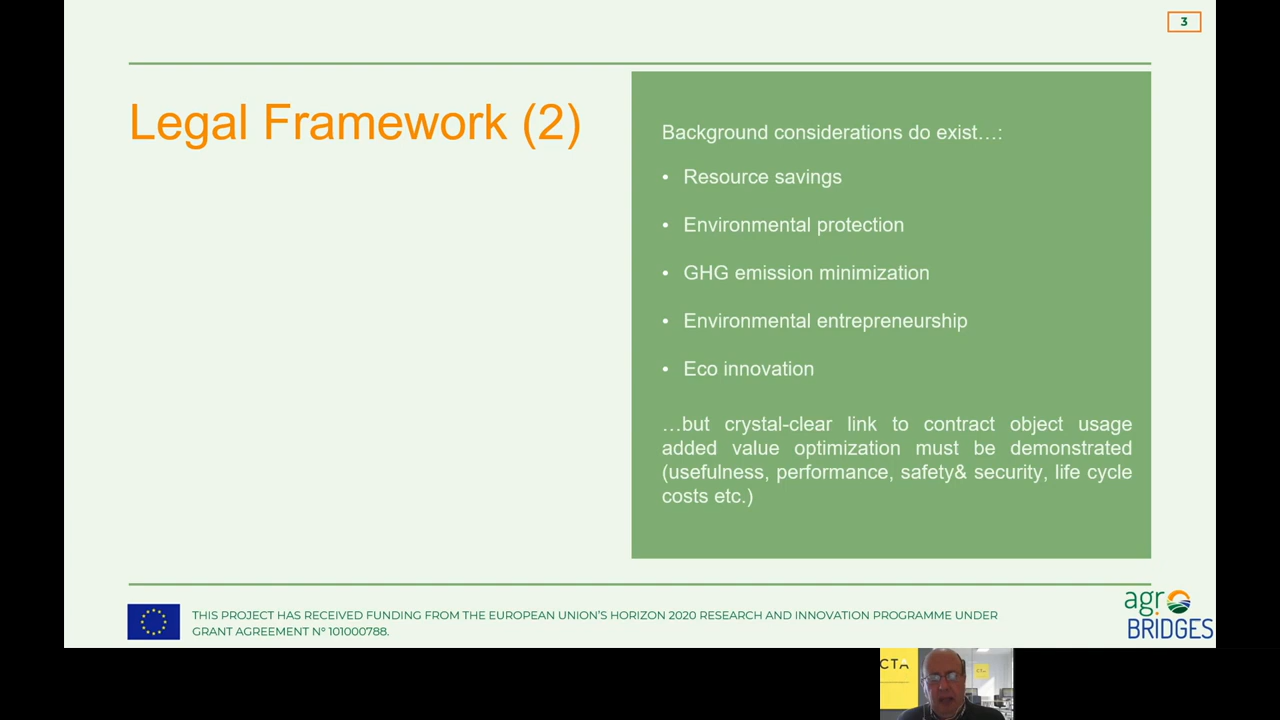 3
Legal Framework (2)
Background considerations do exist…:
• Resource savings
• Environmental protection
• GHG emission minimization
• Environmental entrepreneurship
• Eco innovation
…but crystal-clear link to contract object usage
added value optimization must be demonstrated
(usefulness, performance, safety& security, life cycle
costs etc.)
THIS PROJECT HAS RECEIVED FUNDING FROM THE EUROPEAN UNION'S HORIZON 2020 RESEARCH AND INNOVATION PROGRAMME UNDER
GRANT AGREEMENT Nº 101000788.
agro
BRIDGES
CTA
CTA